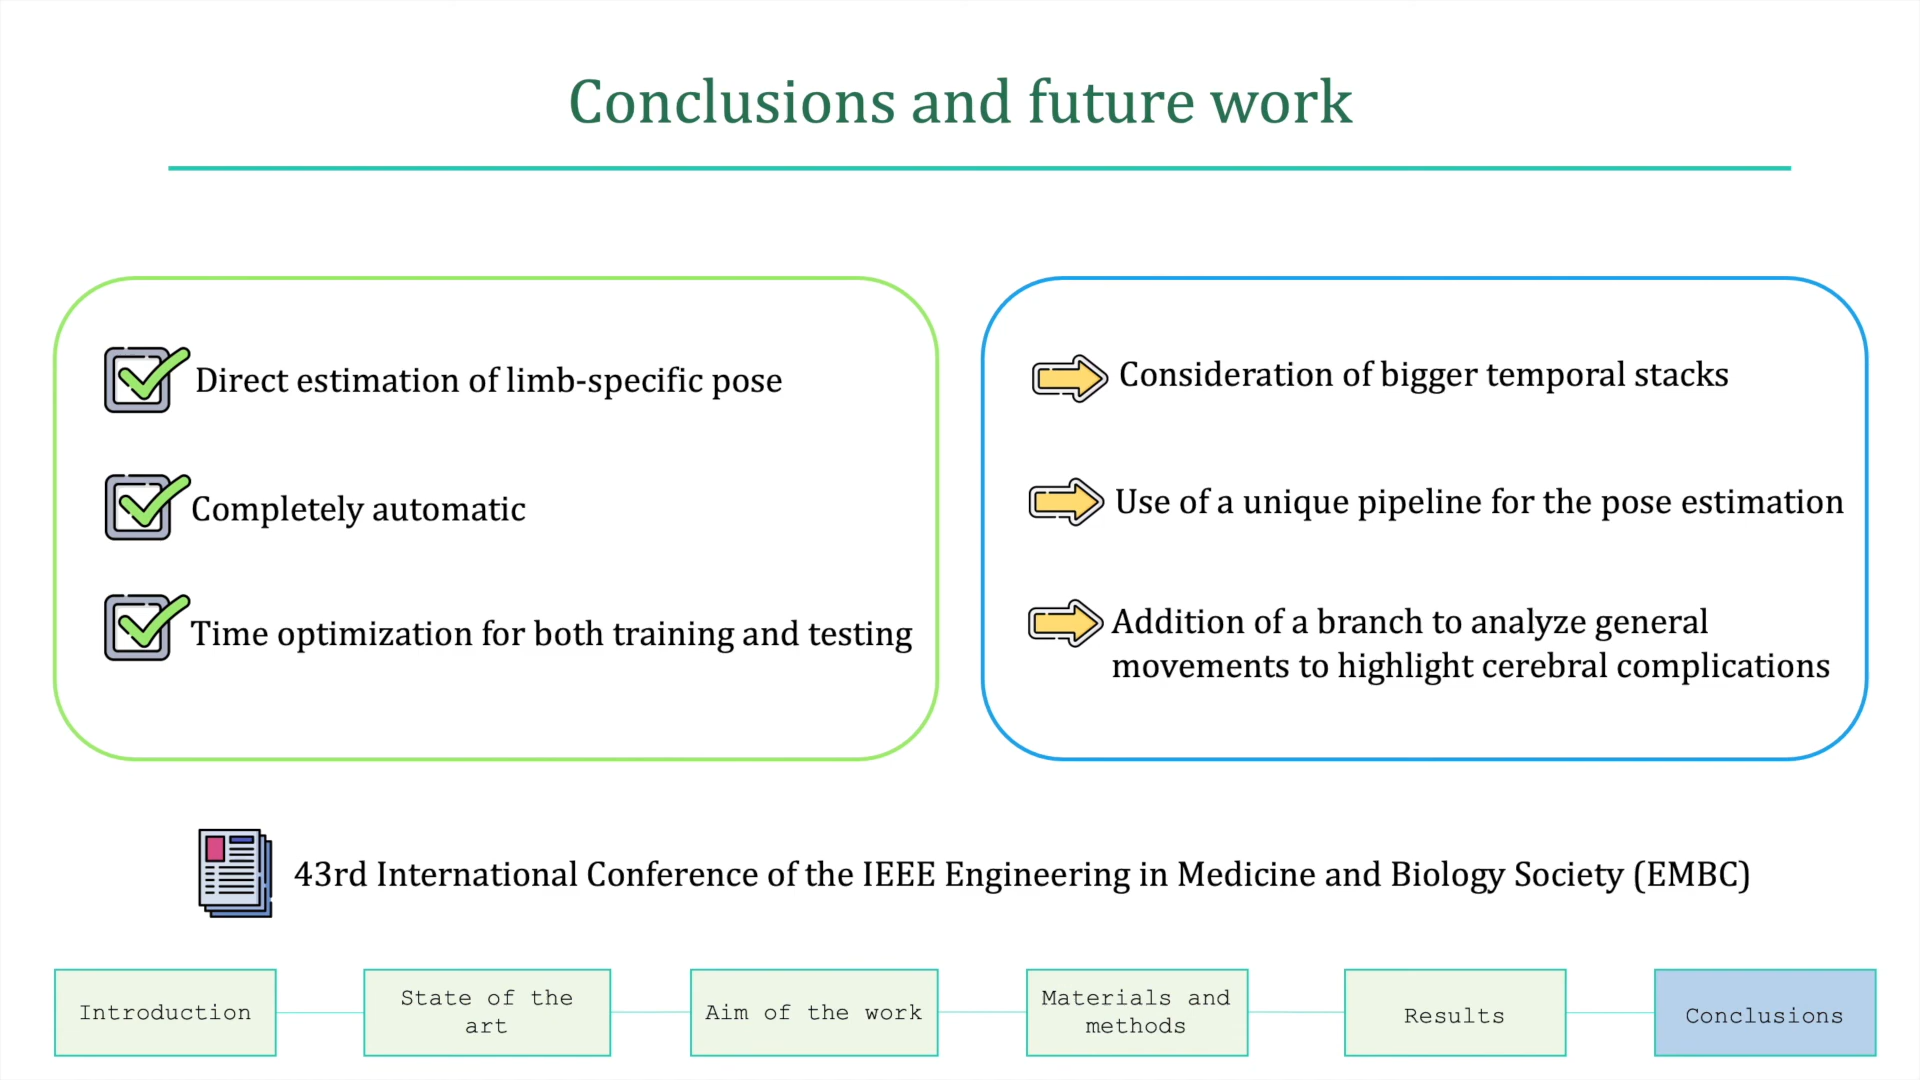 Conclusions and future work
Direct estimation of limb-specific pose
Completely automatic
Time optimization for both training and testing
Consideration of bigger temporal stacks
Use of a unique pipeline for the pose estimation
Addition of a branch to analyze general
movements to highlight cerebral complications
43rd International Conference of the IEEE Engineering in Medicine and Biology Society (EMBC)
Introduction
State of the
art
Aim of the work
Materials and
methods
Results
Conclusions